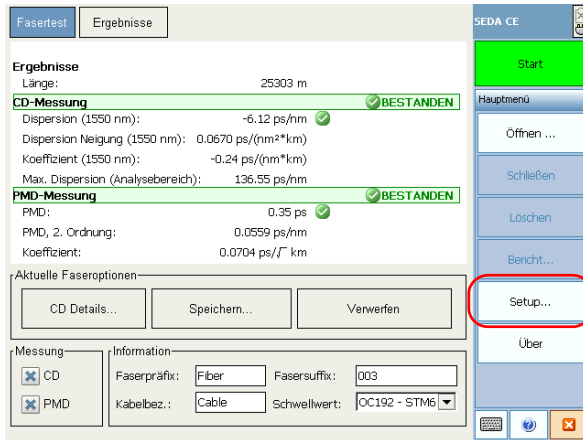 Fasertest Ergebnisse SEDA CE
Start
Ergebnisse
Länge: 25303 m
Hauptmenü
CD-Messung BESTANDEN
Dispersion (1550 nm): -6.12 ps/nm
Öffnen ...
Dispersion Neigung (1550 nm): 0.0670 ps/(nm²*km)
Koeffizient (1550 nm): -0.24 ps/(nm*km)
Schließen
Max. Dispersion (Analysebereich): 136.55 ps/nm
PMD-Messung BESTANDEN
PMD: 0.35 ps
Löschen
PMD, 2. Ordnung: 0.0559 ps/nm
Koeffizient: 0.0704 ps/√ km
Bericht...
Aktuelle Faseroptionen
CD Details... Speichern... Verwerfen
Setup...
Über
Messung Information
CD Faserpräfix: Fiber Fasersuffix: 003
PMD Kabelbez.: Cable Schwellwert: OC192 - STM6